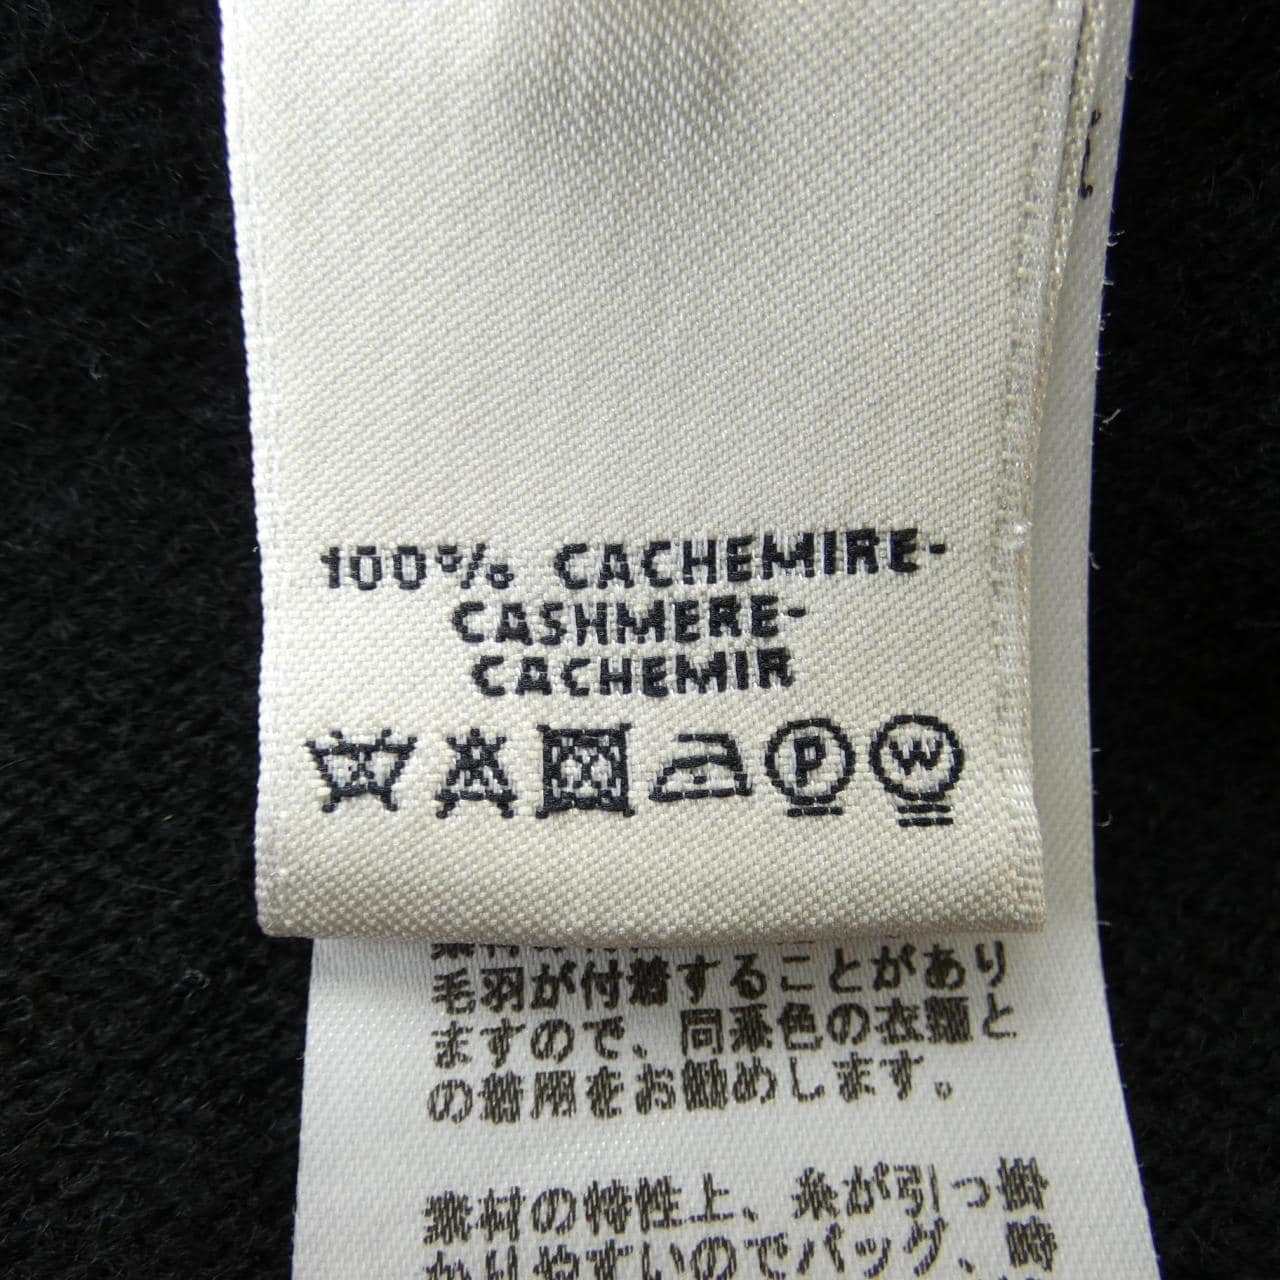 100% CACHEMIRE-
CASHMERE-
CACHEMIR
P W
毛羽が付着することがあり
ますので、同系色の衣類と
の着用をお勧めします。
素材の特性上、糸が引っ掛
かりやすいのでバッグ、時